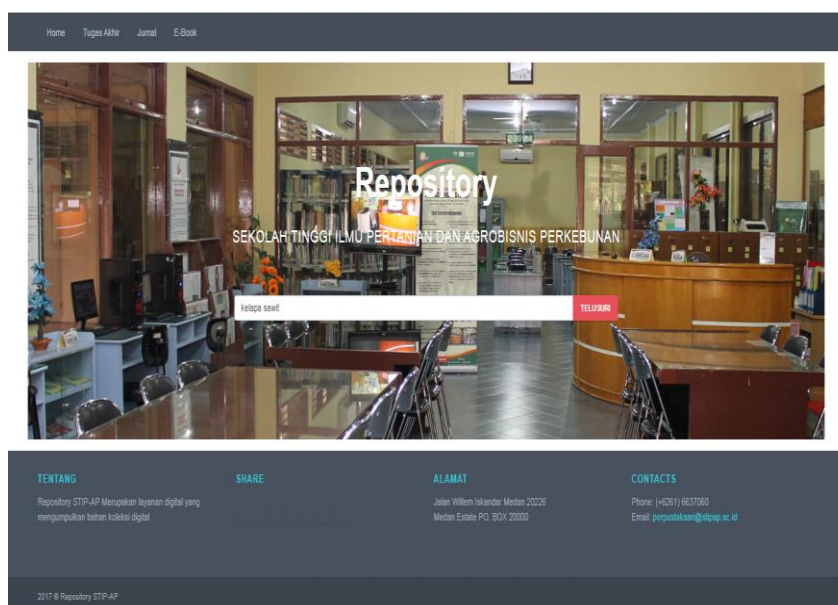 Home Tugas Akhir Jurnal E-Book
Repository
SEKOLAH TINGGI ILMU PERTANIAN DAN AGROBISNIS PERKEBUNAN
kelapa sawit TELUSURI
TENTANG
Repository STIP-AP Merupakan layanan digital yang
mengumpulkan bahan koleksi digital
SHARE
ALAMAT
Jalan Willem Iskandar Medan 20226
Medan Estate PO. BOX 20000
CONTACTS
Phone: (+6261) 6637060
Email: perpustakaan@stipap.ac.id
2017 © Repository STIP-AP